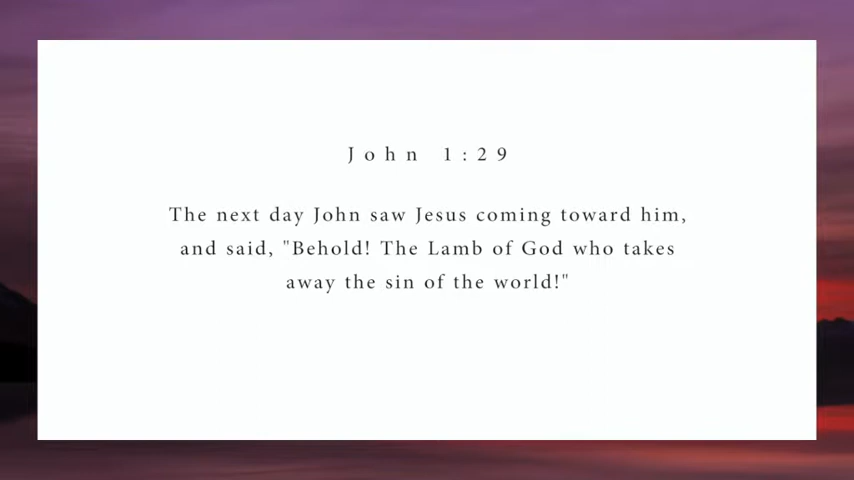 John 1:29
The next day John saw Jesus coming toward him,
and said, "Behold! The Lamb of God who takes
away the sin of the world!"